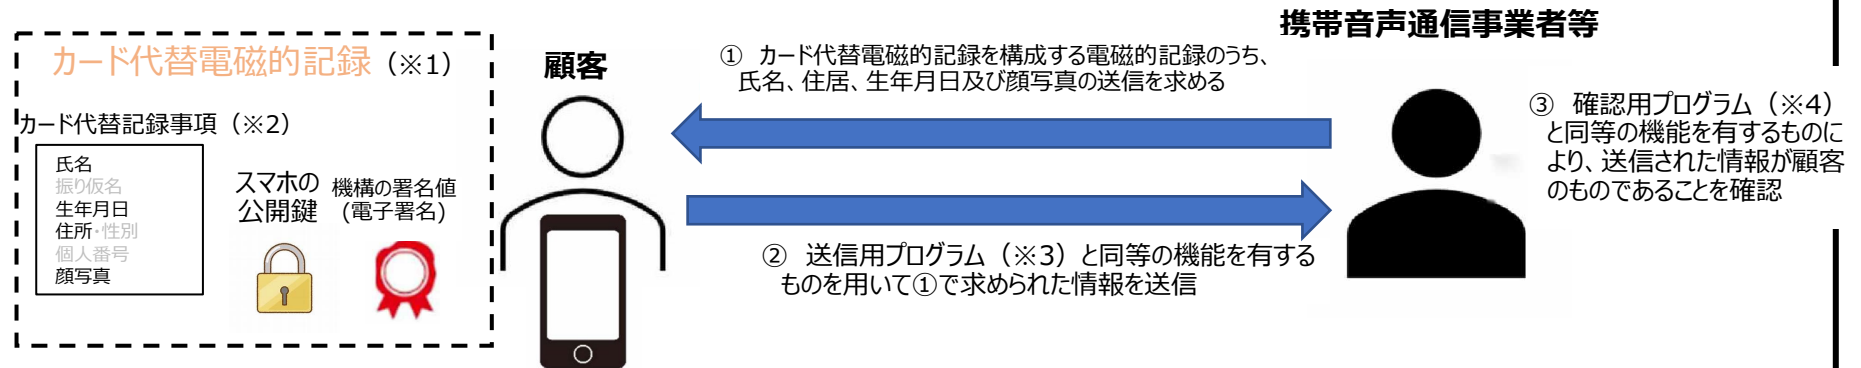 カード代替電磁的記録（※1）
カード代替記録事項（※2）
氏名
振り仮名
生年月日
住所・性別
個人番号
顔写真
スマホの
公開鍵
機構の署名値
(電子署名)
顧客
① カード代替電磁的記録を構成する電磁的記録のうち、
氏名、住居、生年月日及び顔写真の送信を求める
② 送信用プログラム（※3）と同等の機能を有する
ものを用いて①で求められた情報を送信
携帯音声通信事業者等
③ 確認用プログラム（※4）
と同等の機能を有するものに
より、送信された情報が顧客
のものであることを確認